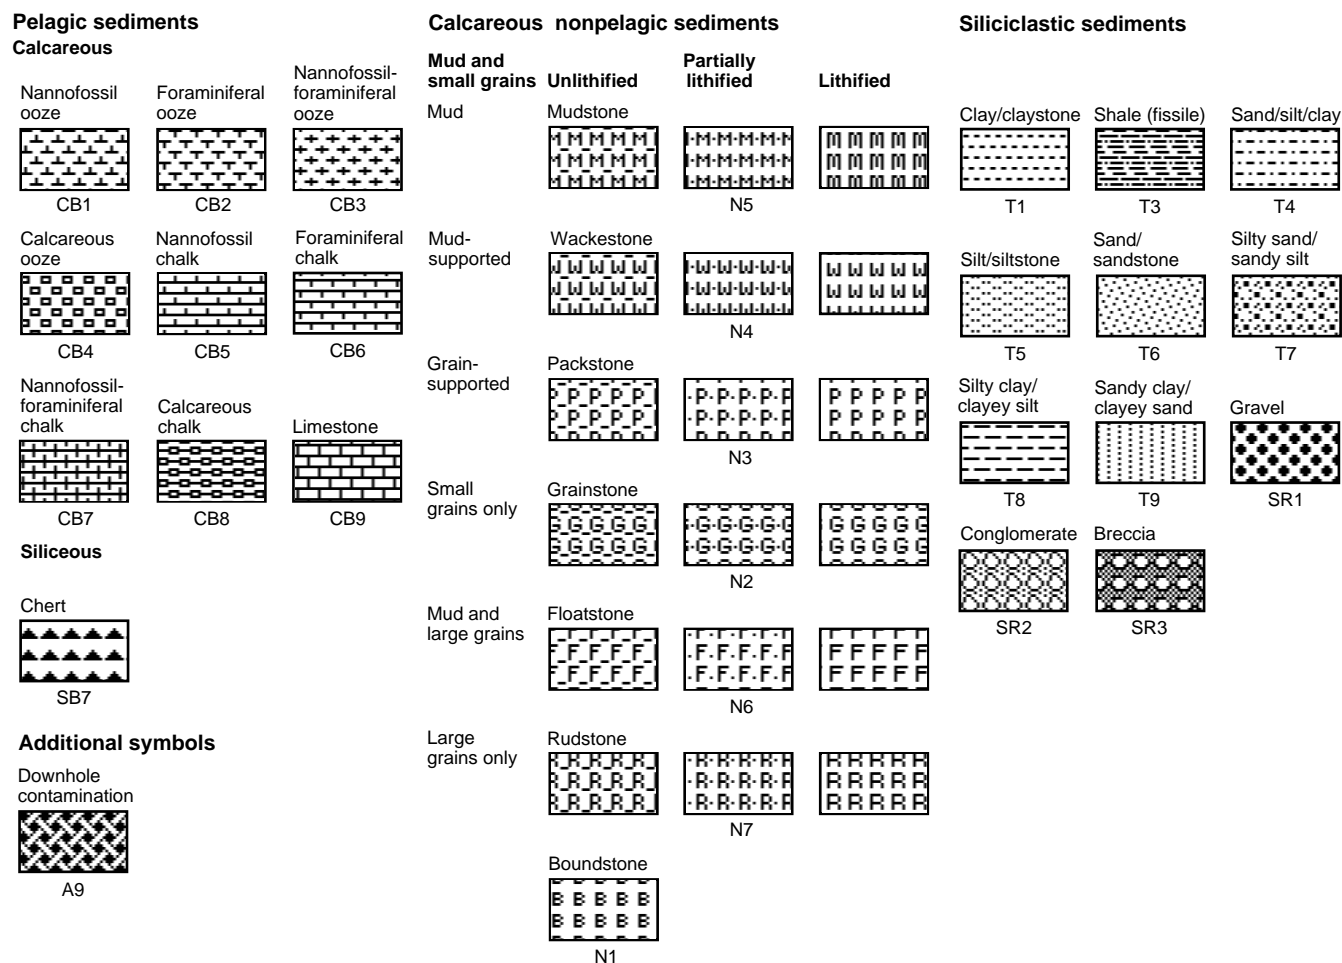 Pelagic sediments
Calcareous
Nannofossil
ooze
CB1
Foraminiferal
ooze
CB2
Nannofossil-
foraminiferal
ooze
CB3
Calcareous
ooze
CB4
Nannofossil
chalk
CB5
Foraminiferal
chalk
CB6
Nannofossil-
foraminiferal
chalk
CB7
Calcareous
chalk
CB8
Limestone
CB9
Siliceous
Chert
SB7
Additional symbols
Downhole
contamination
A9
Calcareous nonpelagic sediments
Mud and
small grains
Unlithified
Partially
lithified
Lithified
Mud
Mudstone
N5
Mud-
supported
Wackestone
N4
Grain-
supported
Packstone
N3
Small
grains only
Grainstone
N2
Mud and
large grains
Floatstone
N6
Large
grains only
Rudstone
N7
Boundstone
N1
Siliciclastic sediments
Clay/claystone
T1
Shale (fissile)
T3
Sand/silt/clay
T4
Silt/siltstone
T5
Sand/
sandstone
T6
Silty sand/
sandy silt
T7
Silty clay/
clayey silt
T8
Sandy clay/
clayey sand
T9
Gravel
SR1
Conglomerate
SR2
Breccia
SR3